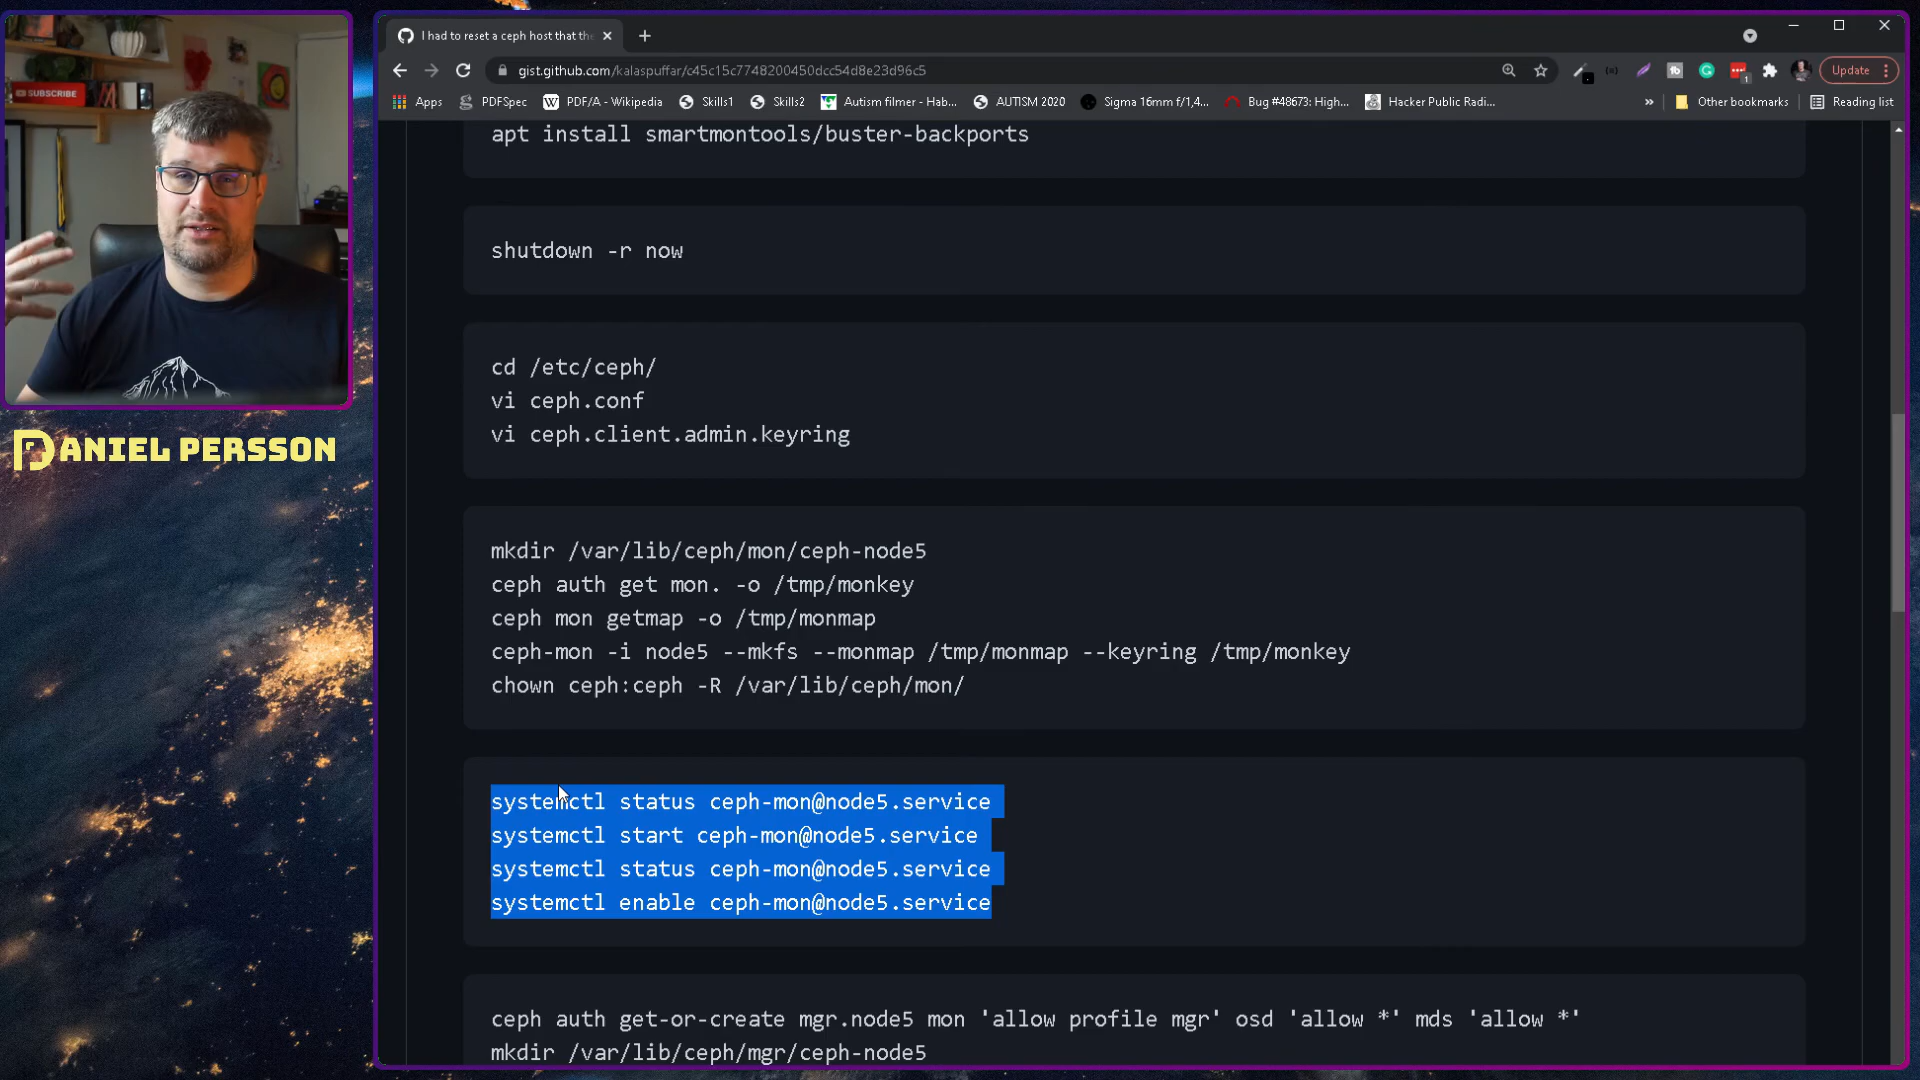 SUBSCRIBE
DANIEL PERSSON
I had to reset a ceph host that the
gist.github.com/kalaspuffar/c45c15c7748200450dcc54d8e23d96c5
Update
Apps
PDFSpec
PDF/A - Wikipedia
Skills1
Skills2
Autism filmer - Hab...
AUTISM 2020
Sigma 16mm f/1,4...
Bug #48673: High...
Hacker Public Radi...
»
Other bookmarks
Reading list
apt install smartmontools/buster-backports
shutdown -r now
cd /etc/ceph/
vi ceph.conf
vi ceph.client.admin.keyring
mkdir /var/lib/ceph/mon/ceph-node5
ceph auth get mon. -o /tmp/monkey
ceph mon getmap -o /tmp/monmap
ceph-mon -i node5 --mkfs --monmap /tmp/monmap --keyring /tmp/monkey
chown ceph:ceph -R /var/lib/ceph/mon/
systemctl status ceph-mon@node5.service
systemctl start ceph-mon@node5.service
systemctl status ceph-mon@node5.service
systemctl enable ceph-mon@node5.service
ceph auth get-or-create mgr.node5 mon 'allow profile mgr' osd 'allow *' mds 'allow *'
mkdir /var/lib/ceph/mgr/ceph-node5